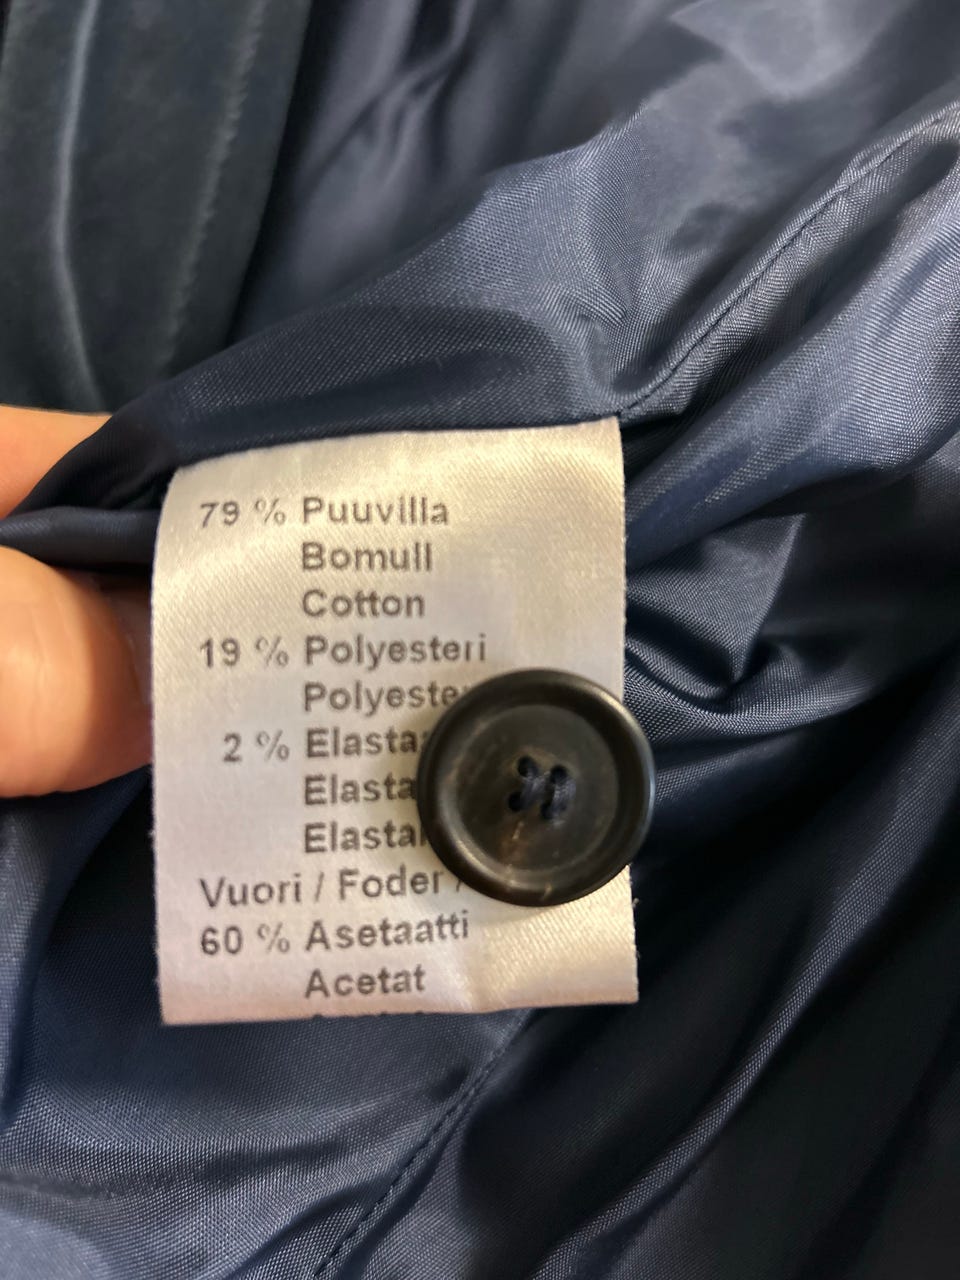 79 % Puuvilla
Bomull
Cotton
19 % Polyesteri
2 %
Vuori / Foder /
60 % Asetaatti
Acetat